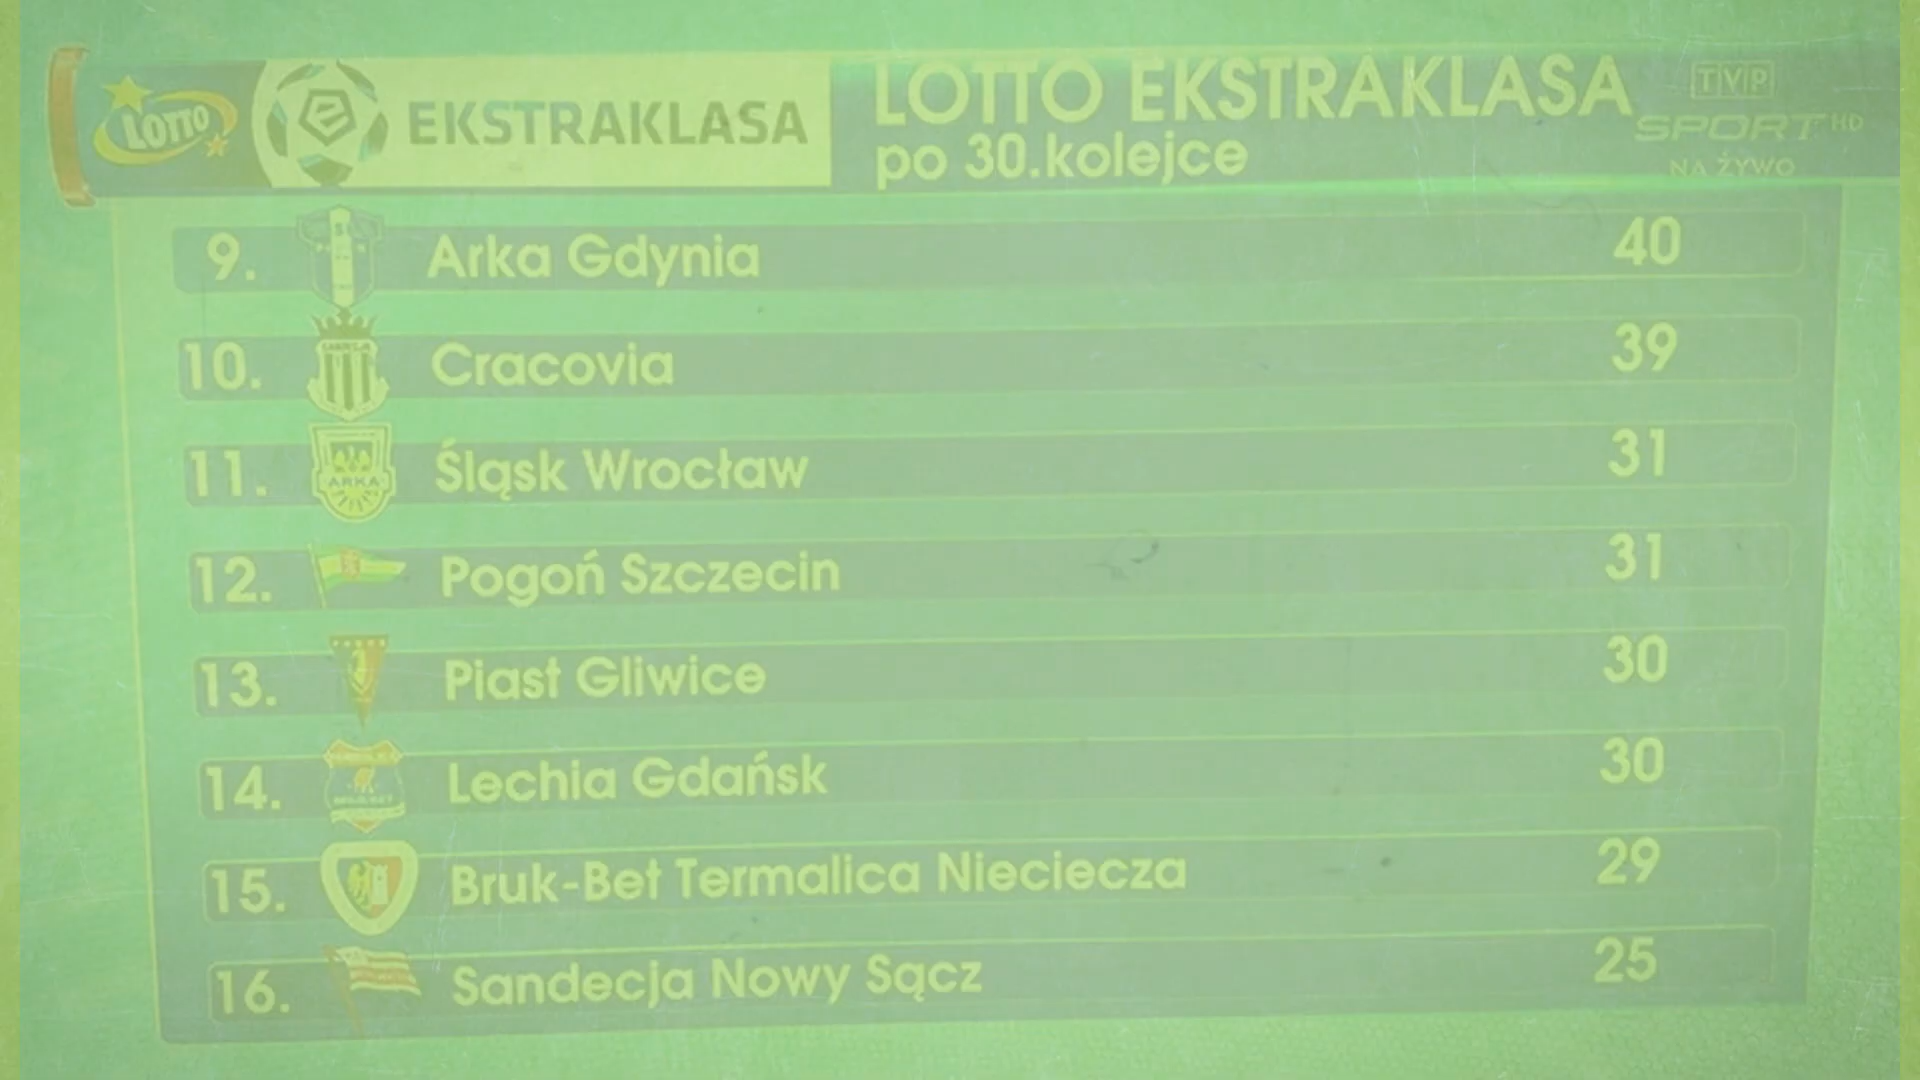 LOTTO EKSTRAKLASA LOTTO EKSTRAKLASA
po 30.kolejce
TVP
SPORT HD
NA ŻYWO
9. Arka Gdynia 40
10. Cracovia 39
11. ARKA Śląsk Wrocław 31
12. Pogoń Szczecin 31
13. Piast Gliwice 30
14. Lechia Gdańsk 30
15. Bruk-Bet Termalica Nieciecza 29
16. Sandecja Nowy Sącz 25